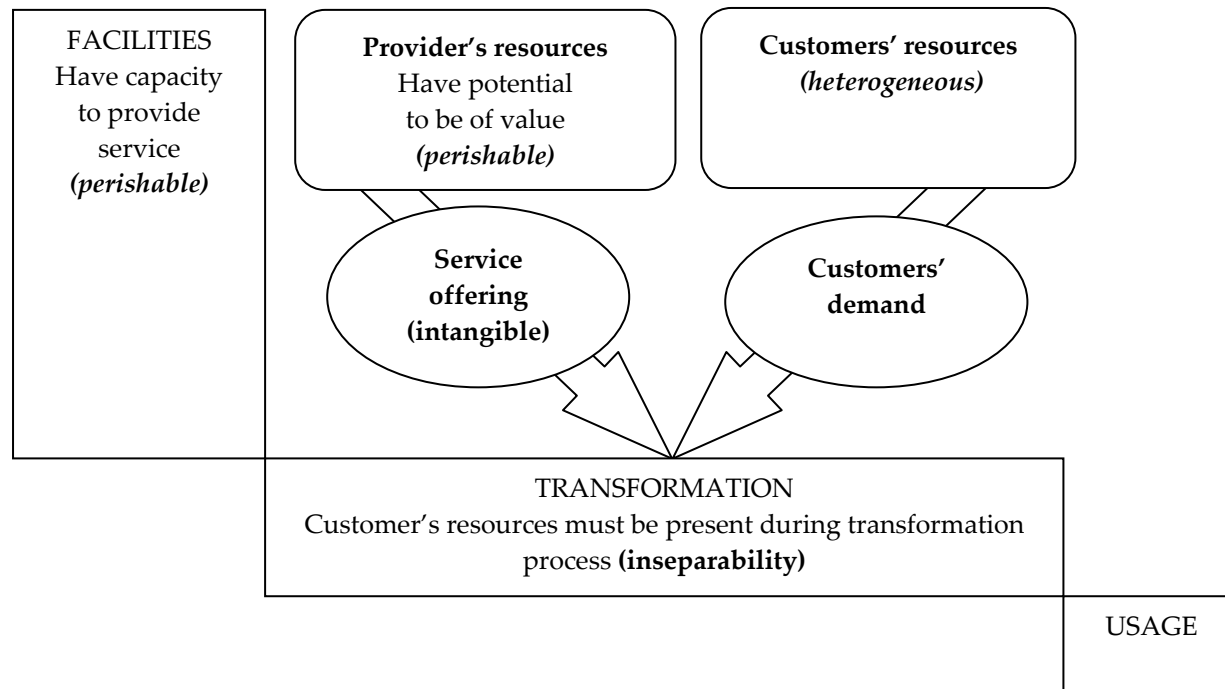 FACILITIES
Have capacity
to provide
service
(perishable)
Provider’s resources
Have potential
to be of value
(perishable)
Customers’ resources
(heterogeneous)
Service
offering
(intangible)
Customers’
demand
TRANSFORMATION
Customer’s resources must be present during transformation
process (inseparability)
USAGE